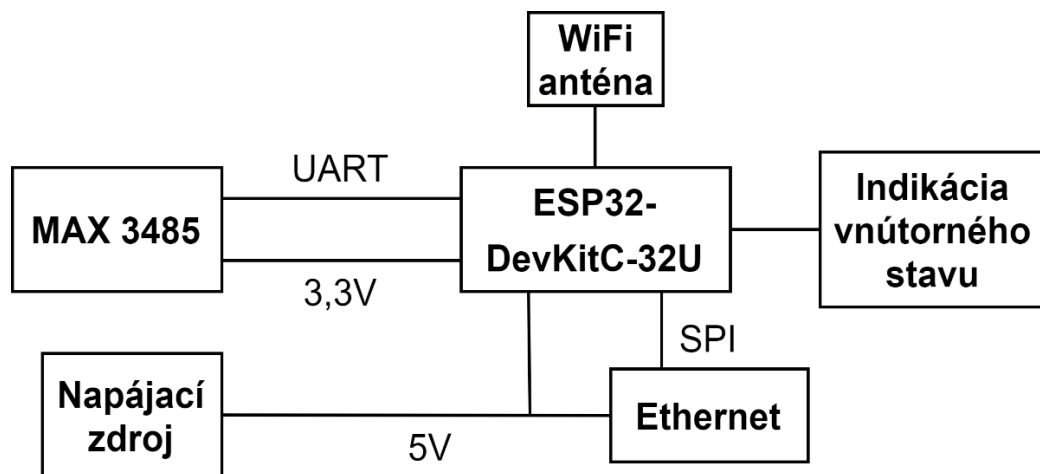 WiFi
anténa
UART
MAX 3485
3,3V
ESP32-
DevKitC-32U
Indikácia
vnútorného
stavu
SPI
Napájací
zdroj
5V
Ethernet